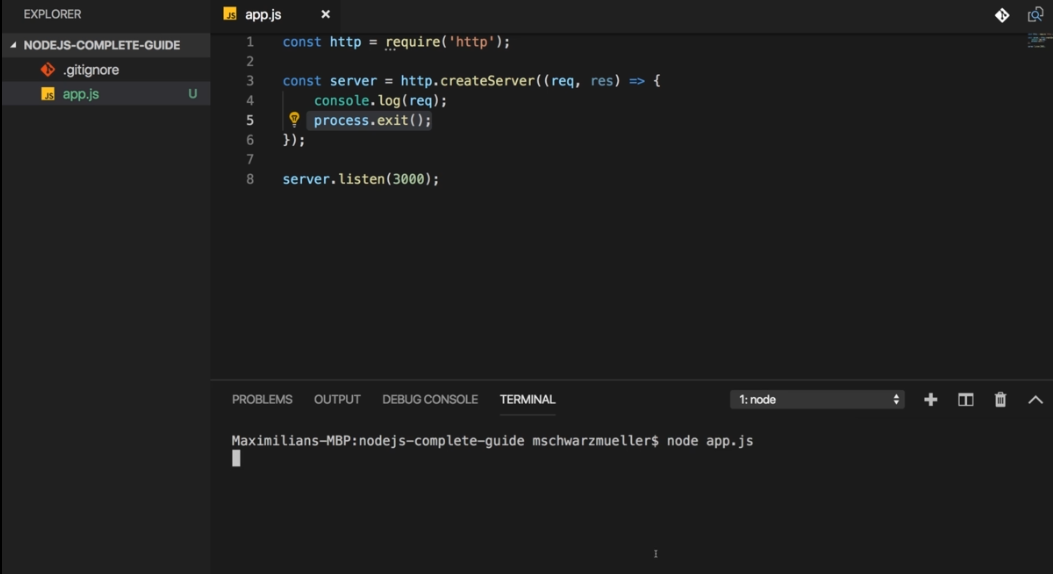 EXPLORER
NODEJS-COMPLETE-GUIDE
.gitignore
JS app.js U
JS app.js ×
1 const http = require('http');
2
3 const server = http.createServer((req, res) => {
4 console.log(req);
5 process.exit();
6 });
7
8 server.listen(3000);
PROBLEMS OUTPUT DEBUG CONSOLE TERMINAL 1: node
Maximilians-MBP:nodejs-complete-guide mschwarzmueller$ node app.js